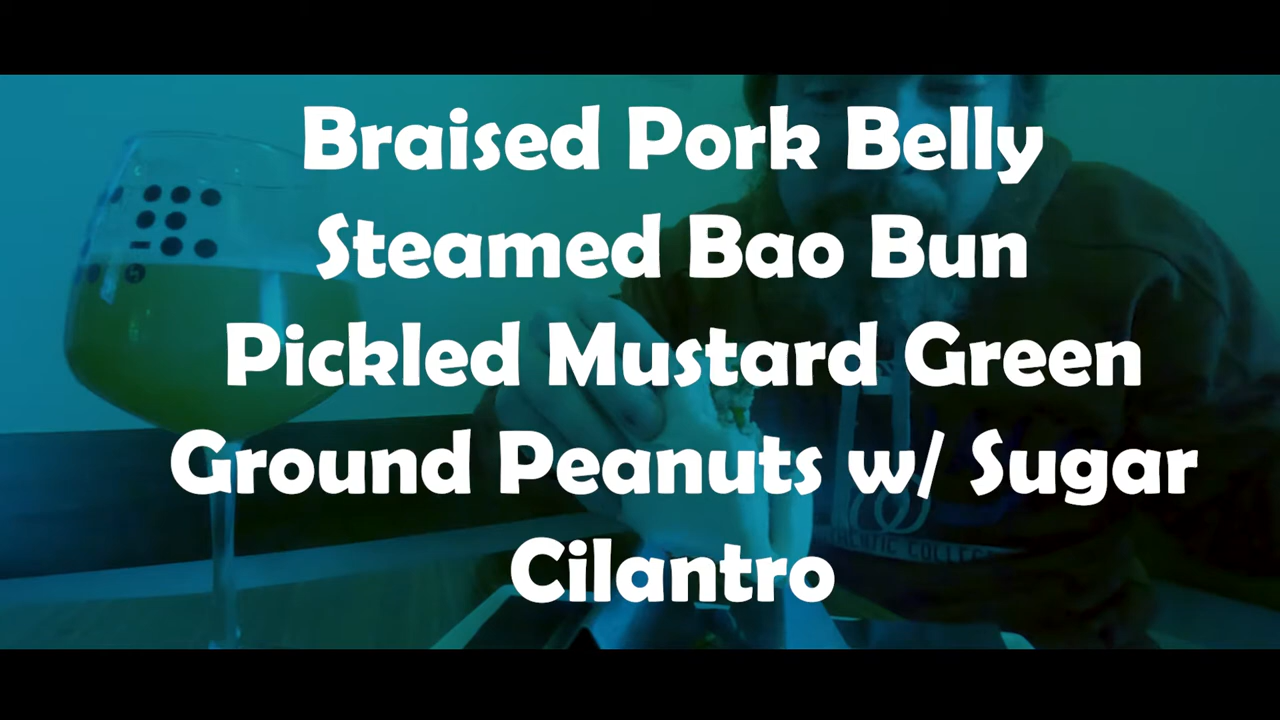 Braised Pork Belly
Steamed Bao Bun
Pickled Mustard Green
Ground Peanuts w/ Sugar
Cilantro